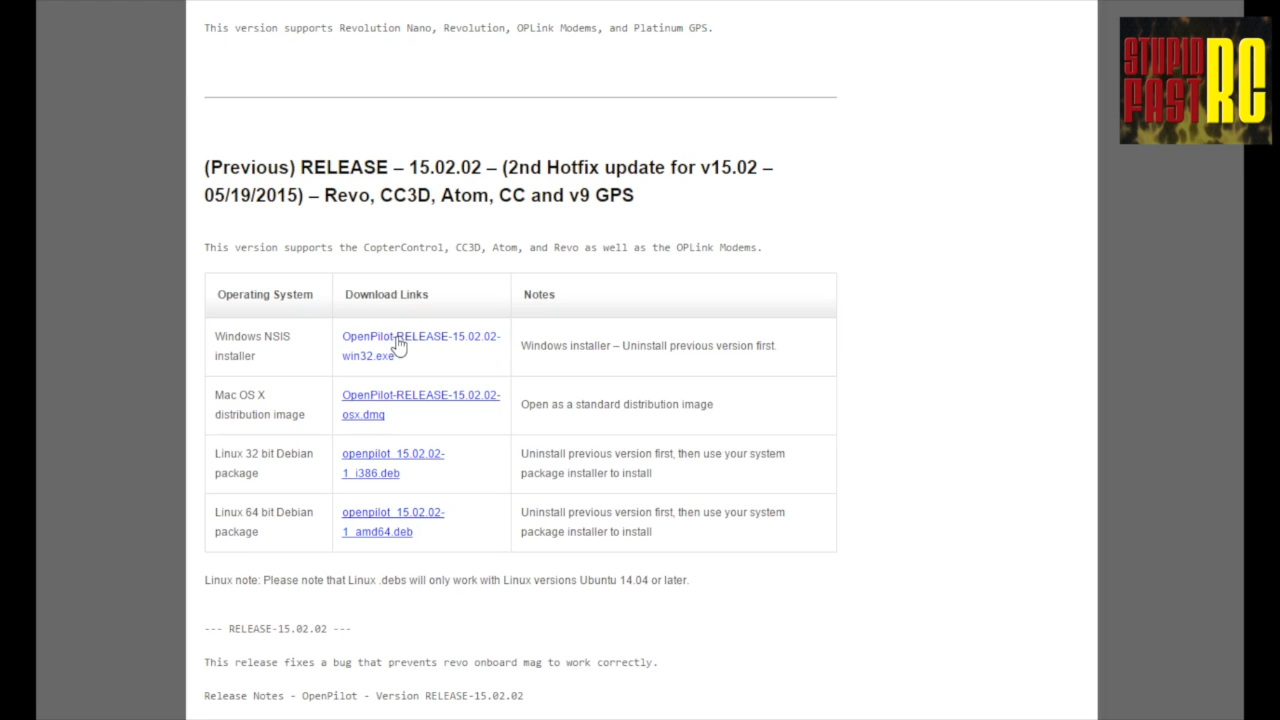 This version supports Revolution Nano, Revolution, OPLink Modems, and Platinum GPS.
STUPID
FAST
RC
(Previous) RELEASE – 15.02.02 – (2nd Hotfix update for v15.02 –
05/19/2015) – Revo, CC3D, Atom, CC and v9 GPS
This version supports the CopterControl, CC3D, Atom, and Revo as well as the OPLink Modems.
Operating System Download Links Notes
Windows NSIS
installer
OpenPilot-RELEASE-15.02.02-
win32.exe
Windows installer – Uninstall previous version first.
Mac OS X
distribution image
OpenPilot-RELEASE-15.02.02-
osx.dmg
Open as a standard distribution image
Linux 32 bit Debian
package
openpilot_15.02.02-
1_i386.deb
Uninstall previous version first, then use your system
package installer to install
Linux 64 bit Debian
package
openpilot_15.02.02-
1_amd64.deb
Uninstall previous version first, then use your system
package installer to install
Linux note: Please note that Linux .debs will only work with Linux versions Ubuntu 14.04 or later.
--- RELEASE-15.02.02 ---
This release fixes a bug that prevents revo onboard mag to work correctly.
Release Notes - OpenPilot - Version RELEASE-15.02.02